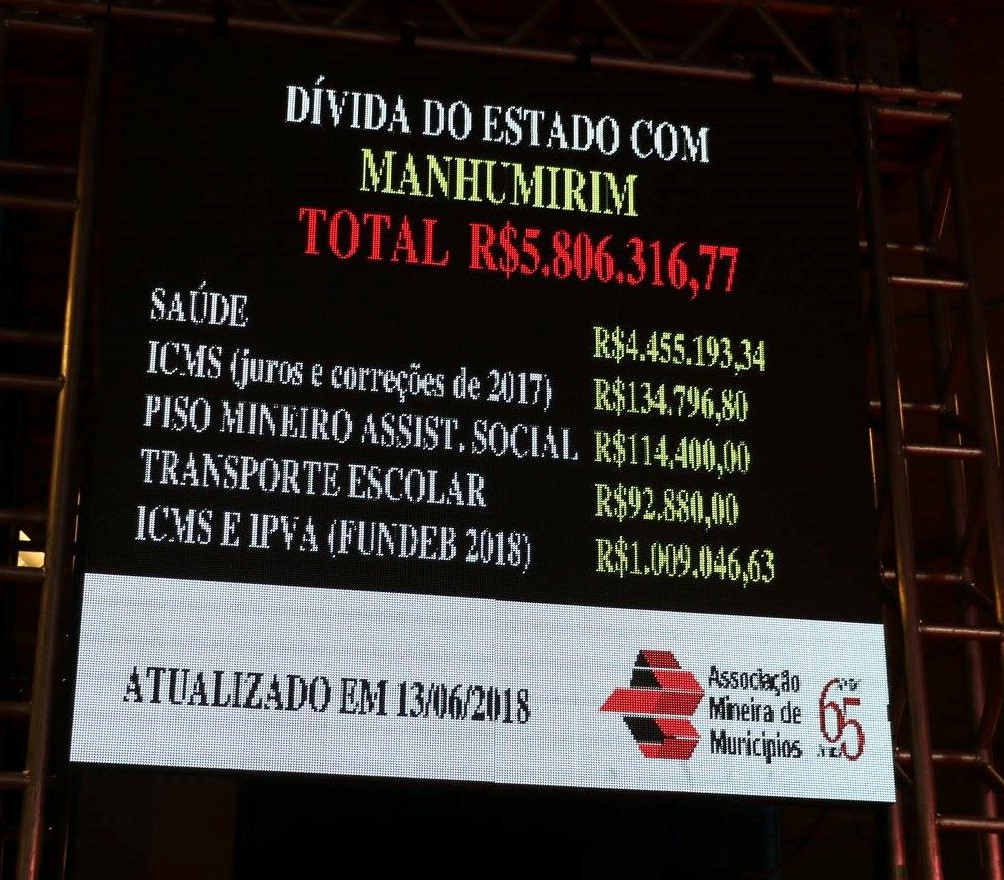 DÍVIDA DO ESTADO COM
MANHUMIRIM
TOTAL R$5.806.316,77
SAÚDE R$4.455.193,34
ICMS (juros e correções de 2017) R$134.796,80
PISO MINEIRO ASSIST. SOCIAL R$114.400,00
TRANSPORTE ESCOLAR R$92.880,00
ICMS E IPVA (FUNDEB 2018) R$1.009.046,63
ATUALIZADO EM 13/06/2018
Associação
Mineira de
Municípios
65